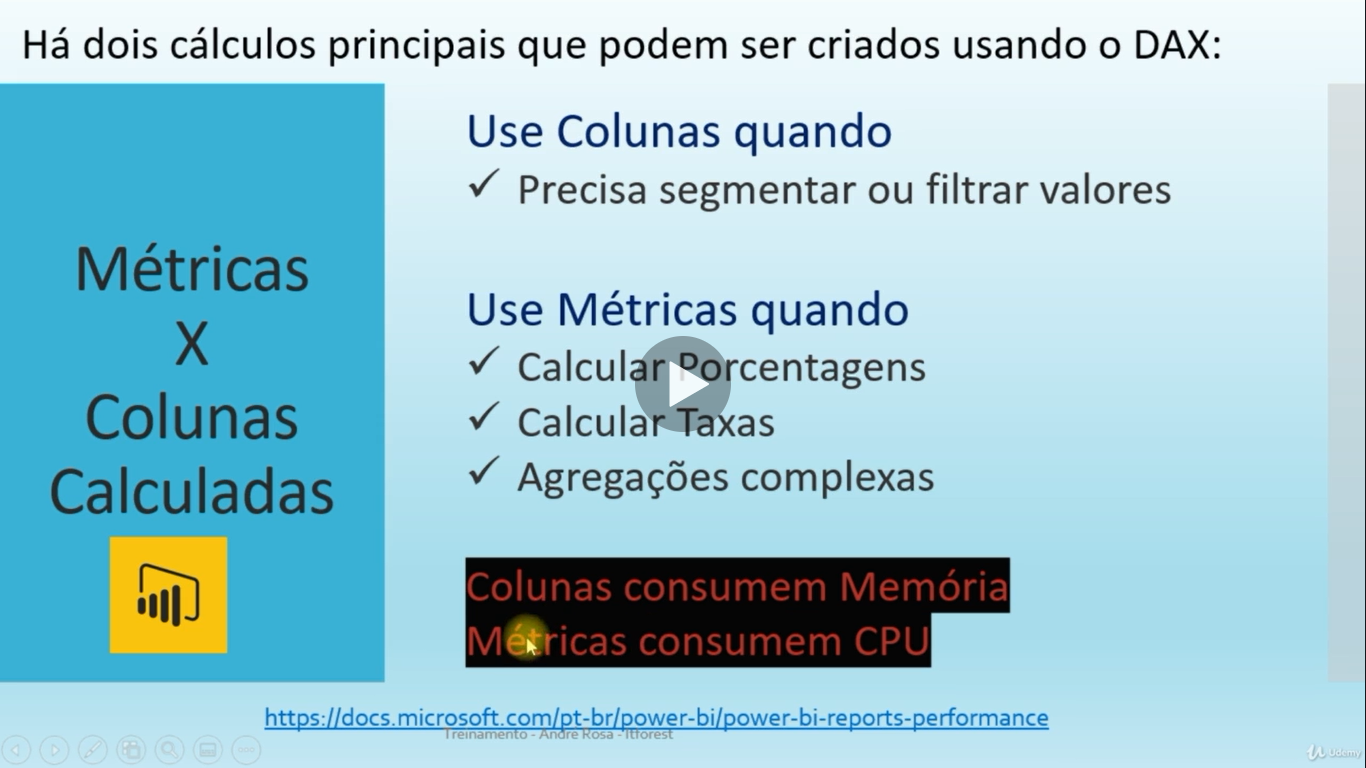 Há dois cálculos principais que podem ser criados usando o DAX:
Métricas
X
Colunas
Calculadas
Use Colunas quando
✓ Precisa segmentar ou filtrar valores
Use Métricas quando
✓ Calcular Porcentagens
✓ Calcular Taxas
✓ Agregações complexas
Colunas consumem Memória
Métricas consumem CPU
https://docs.microsoft.com/pt-br/power-bi/power-bi-reports-performance
Treinamento - André Rosa - Itforest
Udemy